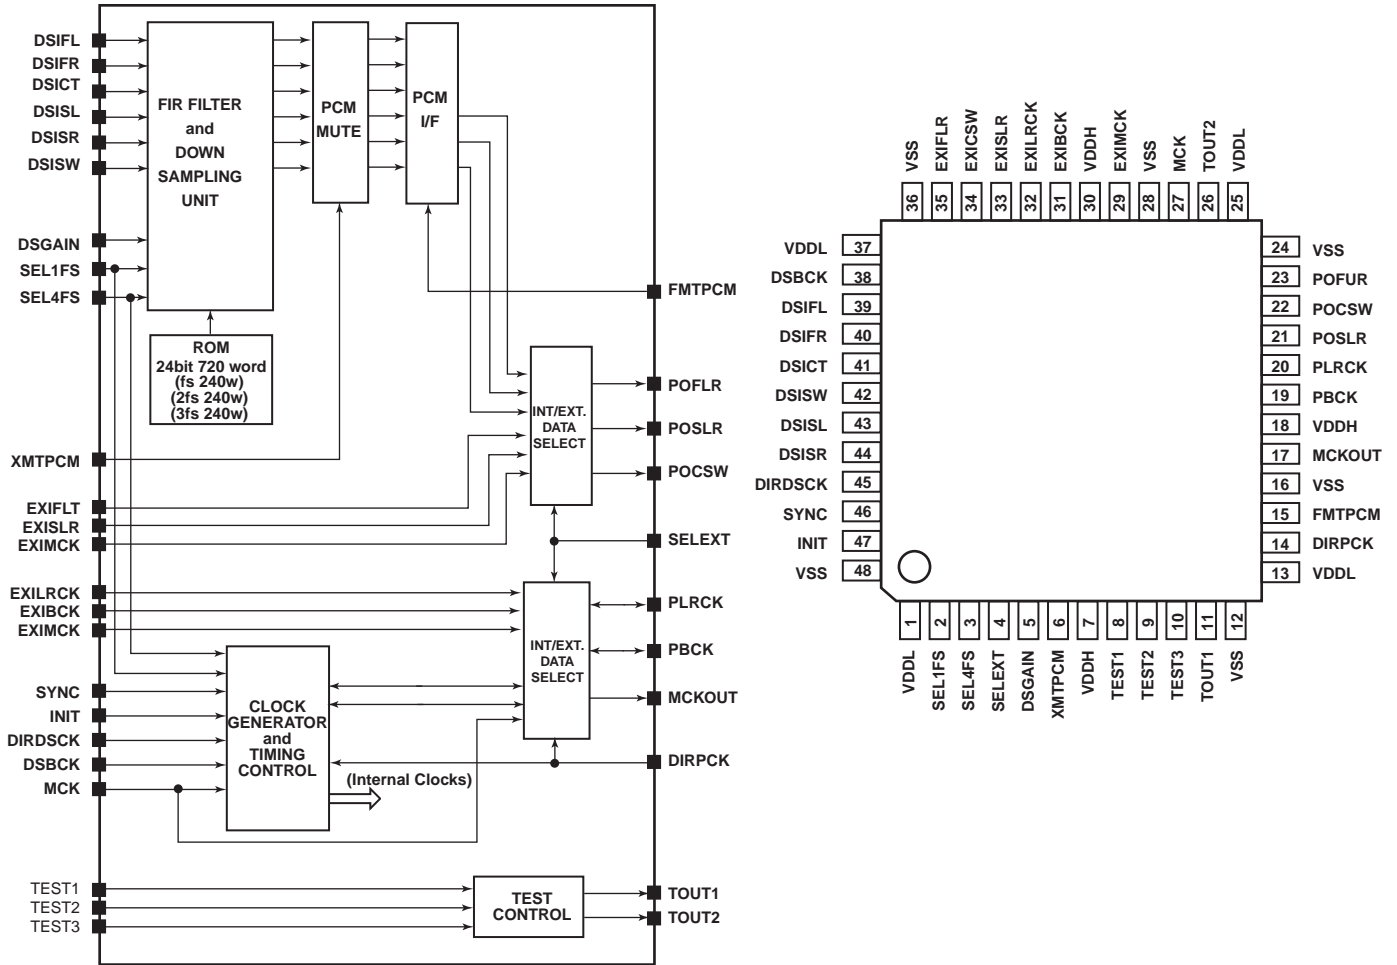 DSIFL
DSIFR
DSICT
DSISL
DSISR
DSISW
DSGAIN
SEL1FS
SEL4FS
XMTPCM
EXIFLT
EXISLR
EXIMCK
EXILRCK
EXIBCK
EXIMCK
SYNC
INIT
DIRDSCK
DSBCK
MCK
TEST1
TEST2
TEST3
FIR FILTER
and
DOWN
SAMPLING
UNIT
PCM
MUTE
PCM
I/F
ROM
24bit 720 word
(fs 240w)
(2fs 240w)
(3fs 240w)
INT/EXT.
DATA
SELECT
INT/EXT.
DATA
SELECT
CLOCK
GENERATOR
and
TIMING
CONTROL
(Internal Clocks)
TEST
CONTROL
FMTPCM
POFLR
POSLR
POCSW
SELEXT
PLRCK
PBCK
MCKOUT
DIRPCK
TOUT1
TOUT2
VSS
EXIFLR
EXICSW
EXISLR
EXILRCK
EXIBCK
VDDH
EXIMCK
VSS
MCK
TOUT2
VDDL
36
35
34
33
32
31
30
29
28
27
26
25
VDDL 37
DSBCK 38
DSIFL 39
DSIFR 40
DSICT 41
DSISW 42
DSISL 43
DSISR 44
DIRDSCK 45
SYNC 46
INIT 47
VSS 48
24 VSS
23 POFUR
22 POCSW
21 POSLR
20 PLRCK
19 PBCK
18 VDDH
17 MCKOUT
16 VSS
15 FMTPCM
14 DIRPCK
13 VDDL
1
2
3
4
5
6
7
8
9
10
11
12
VDDL
SEL1FS
SEL4FS
SELEXT
DSGAIN
XMTPCM
VDDH
TEST1
TEST2
TEST3
TOUT1
VSS